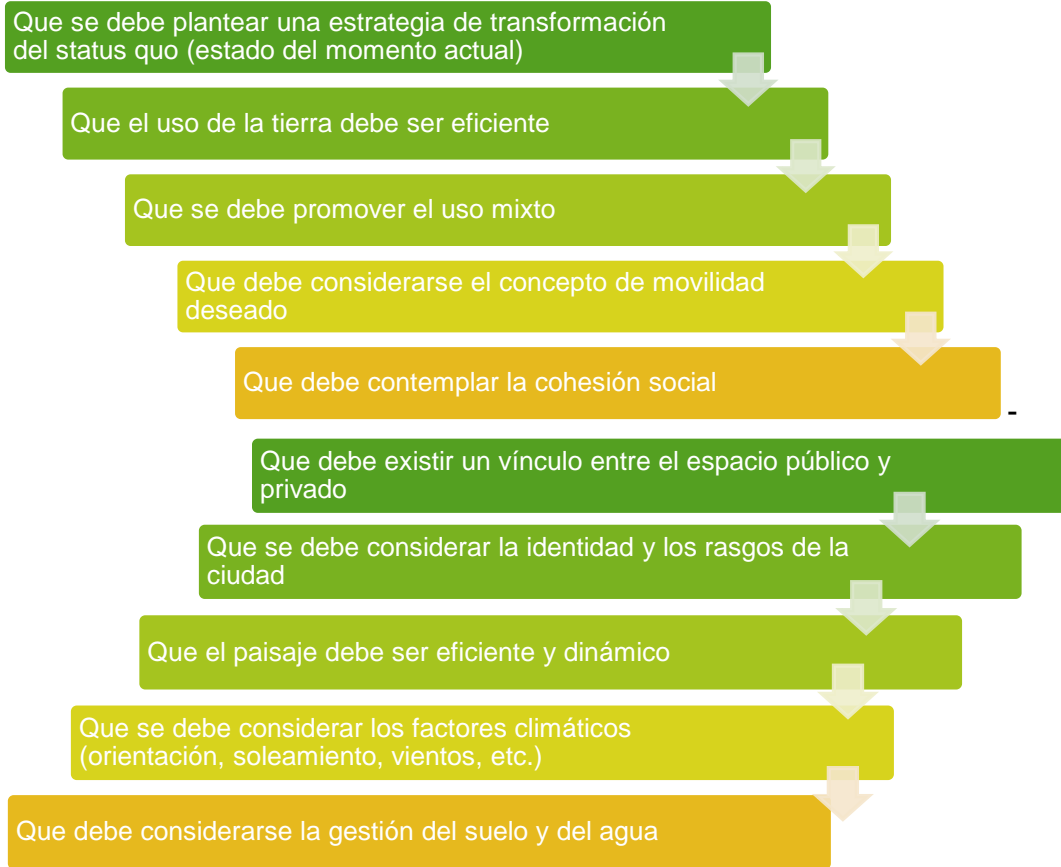 Que se debe plantear una estrategia de transformación
del status quo (estado del momento actual)
Que el uso de la tierra debe ser eficiente
Que se debe promover el uso mixto
Que debe considerarse el concepto de movilidad
deseado
Que debe contemplar la cohesión social
-
Que debe existir un vínculo entre el espacio público y
privado
Que se debe considerar la identidad y los rasgos de la
ciudad
Que el paisaje debe ser eficiente y dinámico
Que se debe considerar los factores climáticos
(orientación, soleamiento, vientos, etc.)
Que debe considerarse la gestión del suelo y del agua